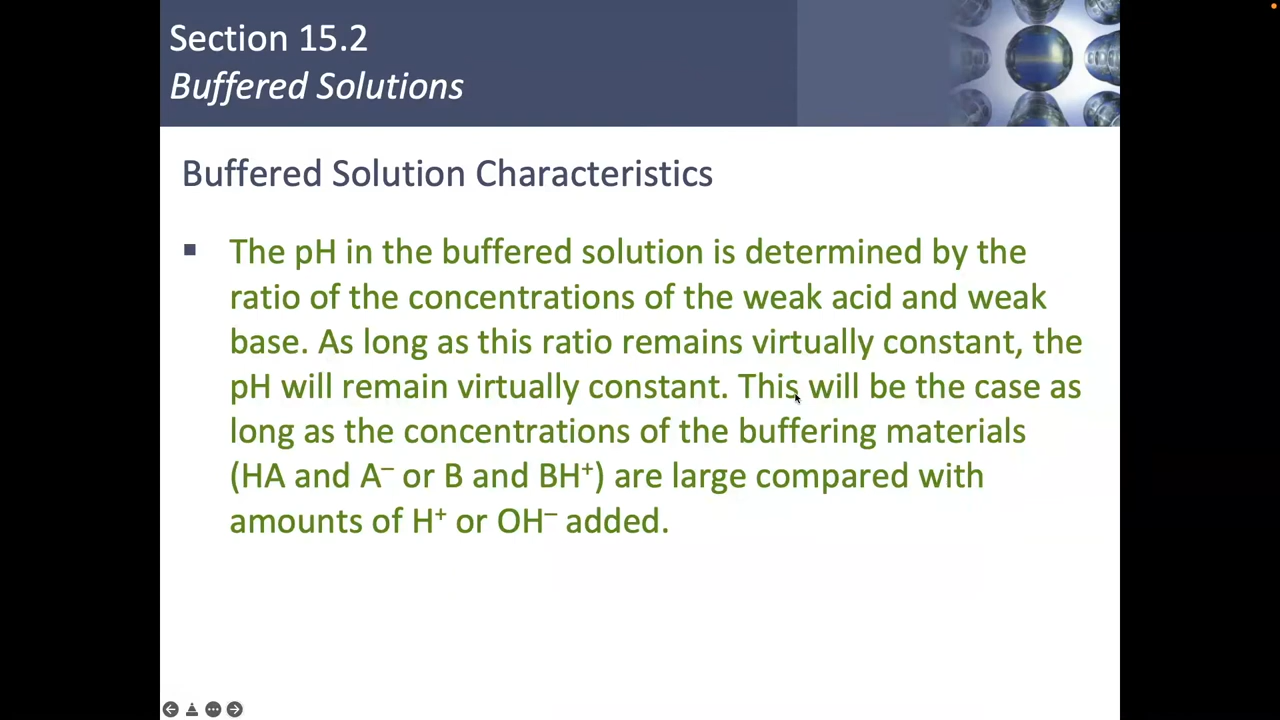 Section 15.2
Buffered Solutions
Buffered Solution Characteristics
▪ The pH in the buffered solution is determined by the
ratio of the concentrations of the weak acid and weak
base. As long as this ratio remains virtually constant, the
pH will remain virtually constant. This will be the case as
long as the concentrations of the buffering materials
(HA and A⁻ or B and BH⁺) are large compared with
amounts of H⁺ or OH⁻ added.